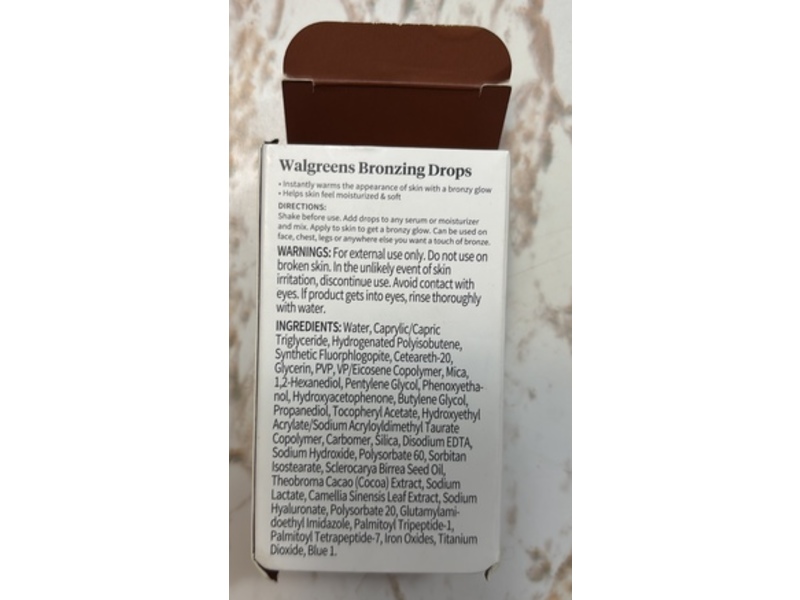 Walgreens Bronzing Drops
• Instantly warms the appearance of skin with a bronzy glow
• Helps skin feel moisturized & soft
DIRECTIONS:
Shake before use. Add drops to any serum or moisturizer
and mix. Apply to skin to get a bronzy glow. Can be used on
face, chest, legs or anywhere else you want a touch of bronze.
WARNINGS: For external use only. Do not use on
broken skin. In the unlikely event of skin
irritation, discontinue use. Avoid contact with
eyes. If product gets into eyes, rinse thoroughly
with water.
INGREDIENTS: Water, Caprylic/Capric
Triglyceride, Hydrogenated Polyisobutene,
Synthetic Fluorphlogopite, Ceteareth-20,
Glycerin, PVP, VP/Eicosene Copolymer, Mica,
1,2-Hexanediol, Pentylene Glycol, Phenoxyetha-
nol, Hydroxyacetophenone, Butylene Glycol,
Propanediol, Tocopheryl Acetate, Hydroxyethyl
Acrylate/Sodium Acryloyldimethyl Taurate
Copolymer, Carbomer, Silica, Disodium EDTA,
Sodium Hydroxide, Polysorbate 60, Sorbitan
Isostearate, Sclerocarya Birrea Seed Oil,
Theobroma Cacao (Cocoa) Extract, Sodium
Lactate, Camellia Sinensis Leaf Extract, Sodium
Hyaluronate, Polysorbate 20, Glutamylami-
doethyl Imidazole, Palmitoyl Tripeptide-1,
Palmitoyl Tetrapeptide-7, Iron Oxides, Titanium
Dioxide, Blue 1.